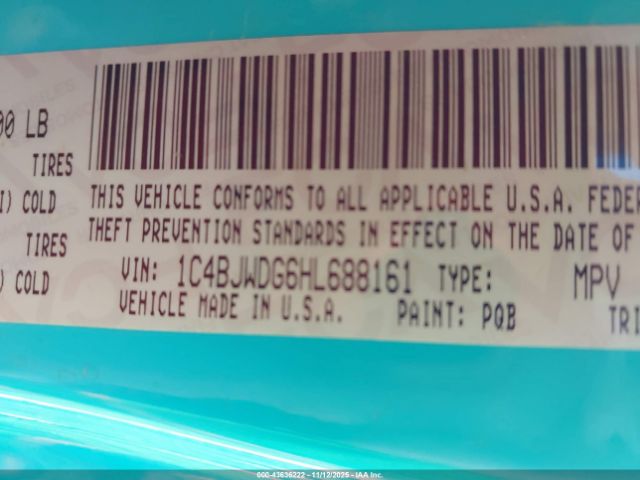 00 LB
TIRES
I) COLD
TIRES
) COLD
THIS VEHICLE CONFORMS TO ALL APPLICABLE U.S.A. FEDER
THEFT PREVENTION STANDARDS IN EFFECT ON THE DATE OF
VIN: 1C4BJWDG6HL688161 TYPE: MPV
VEHICLE MADE IN U.S.A. PAINT: PQB TRI
000-43636222 - 11/12/2025 - IAA Inc.